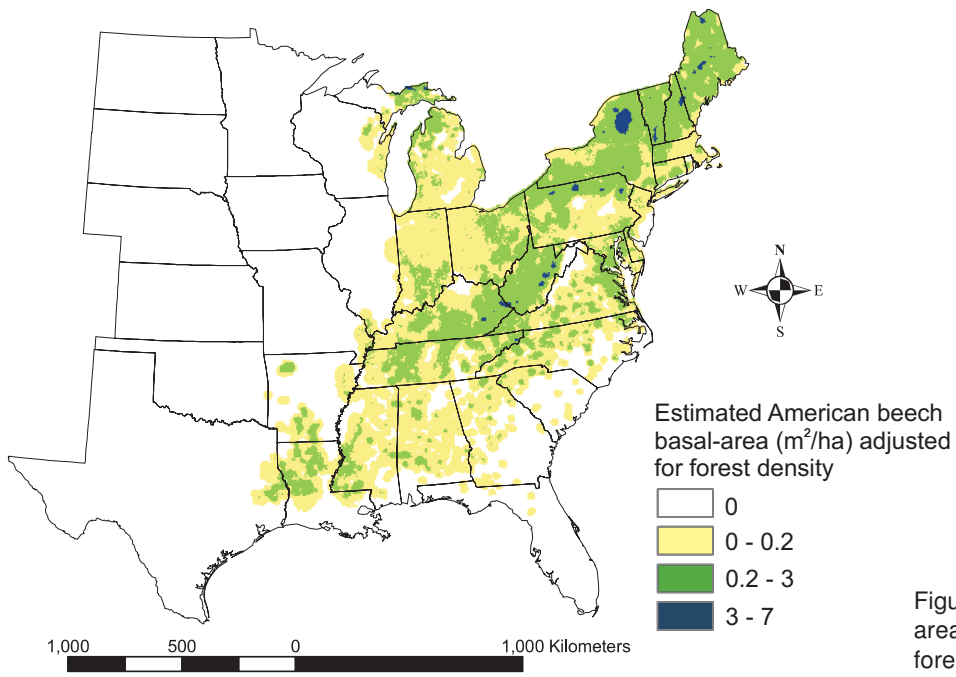 N
W E
S
Estimated American beech
basal-area (m²/ha) adjusted
for forest density
0
0 - 0.2
0.2 - 3
3 - 7
1,000 500 0 1,000 Kilometers